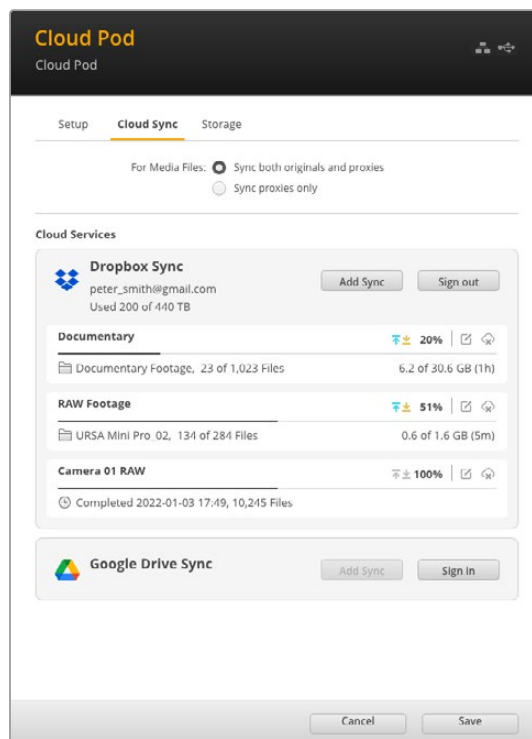 Cloud Pod
Cloud Pod
Setup Cloud Sync Storage
For Media Files: Sync both originals and proxies
Sync proxies only
Cloud Services
Dropbox Sync
peter_smith@gmail.com
Used 200 of 440 TB
Add Sync Sign out
Documentary 20%
Documentary Footage, 23 of 1,023 Files 6.2 of 30.6 GB (1h)
RAW Footage 51%
URSA Mini Pro_02, 134 of 284 Files 0.6 of 1.6 GB (5m)
Camera 01 RAW 100%
Completed 2022-01-03 17:49, 10,245 Files
Google Drive Sync Add Sync Sign In
Cancel Save